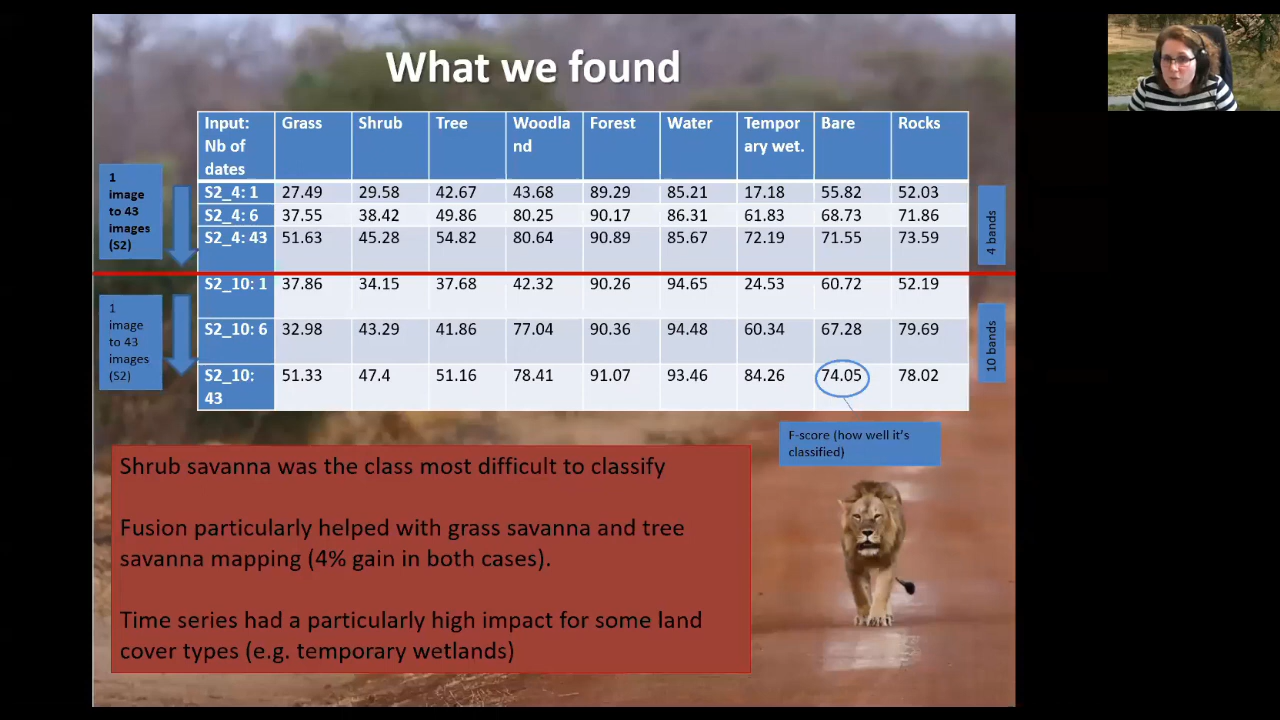 What we found
Input: Nb of dates Grass Shrub Tree Woodla nd Forest Water Tempor ary wet. Bare Rocks
S2_4: 1 27.49 29.58 42.67 43.68 89.29 85.21 17.18 55.82 52.03
S2_4: 6 37.55 38.42 49.86 80.25 90.17 86.31 61.83 68.73 71.86
S2_4: 43 51.63 45.28 54.82 80.64 90.89 85.67 72.19 71.55 73.59
S2_10: 1 37.86 34.15 37.68 42.32 90.26 94.65 24.53 60.72 52.19
S2_10: 6 32.98 43.29 41.86 77.04 90.36 94.48 60.34 67.28 79.69
S2_10: 43 51.33 47.4 51.16 78.41 91.07 93.46 84.26 74.05 78.02
1
image
to 43
images
(S2)
1
image
to 43
images
(S2)
4 bands
10 bands
F-score (how well it's
classified)
Shrub savanna was the class most difficult to classify
Fusion particularly helped with grass savanna and tree
savanna mapping (4% gain in both cases).
Time series had a particularly high impact for some land
cover types (e.g. temporary wetlands)